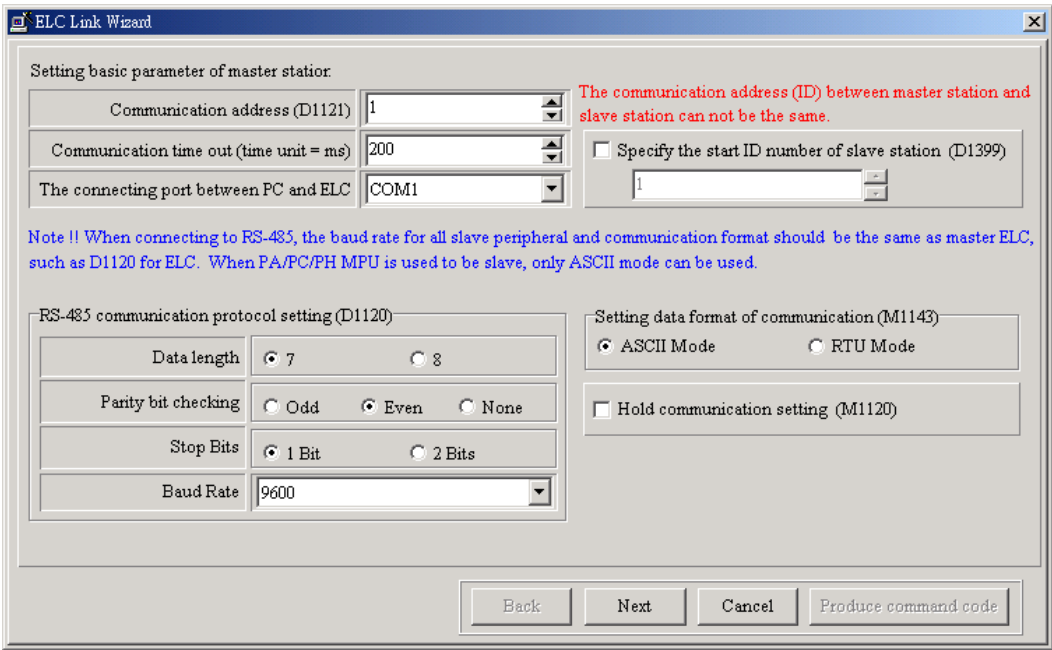 ELC Link Wizard
Setting basic parameter of master station.
Communication address (D1121) 1
The communication address (ID) between master station and
slave station can not be the same.
Communication time out (time unit = ms) 200
Specify the start ID number of slave station (D1399)
1
The connecting port between PC and ELC COM1
Note !! When connecting to RS-485, the baud rate for all slave peripheral and communication format should be the same as master ELC,
such as D1120 for ELC. When PA/PC/PH MPU is used to be slave, only ASCII mode can be used.
RS-485 communication protocol setting (D1120)
Data length 7 8
Parity bit checking Odd Even None
Stop Bits 1 Bit 2 Bits
Baud Rate 9600
Setting data format of communication (M1143)
ASCII Mode RTU Mode
Hold communication setting (M1120)
Back Next Cancel Produce command code